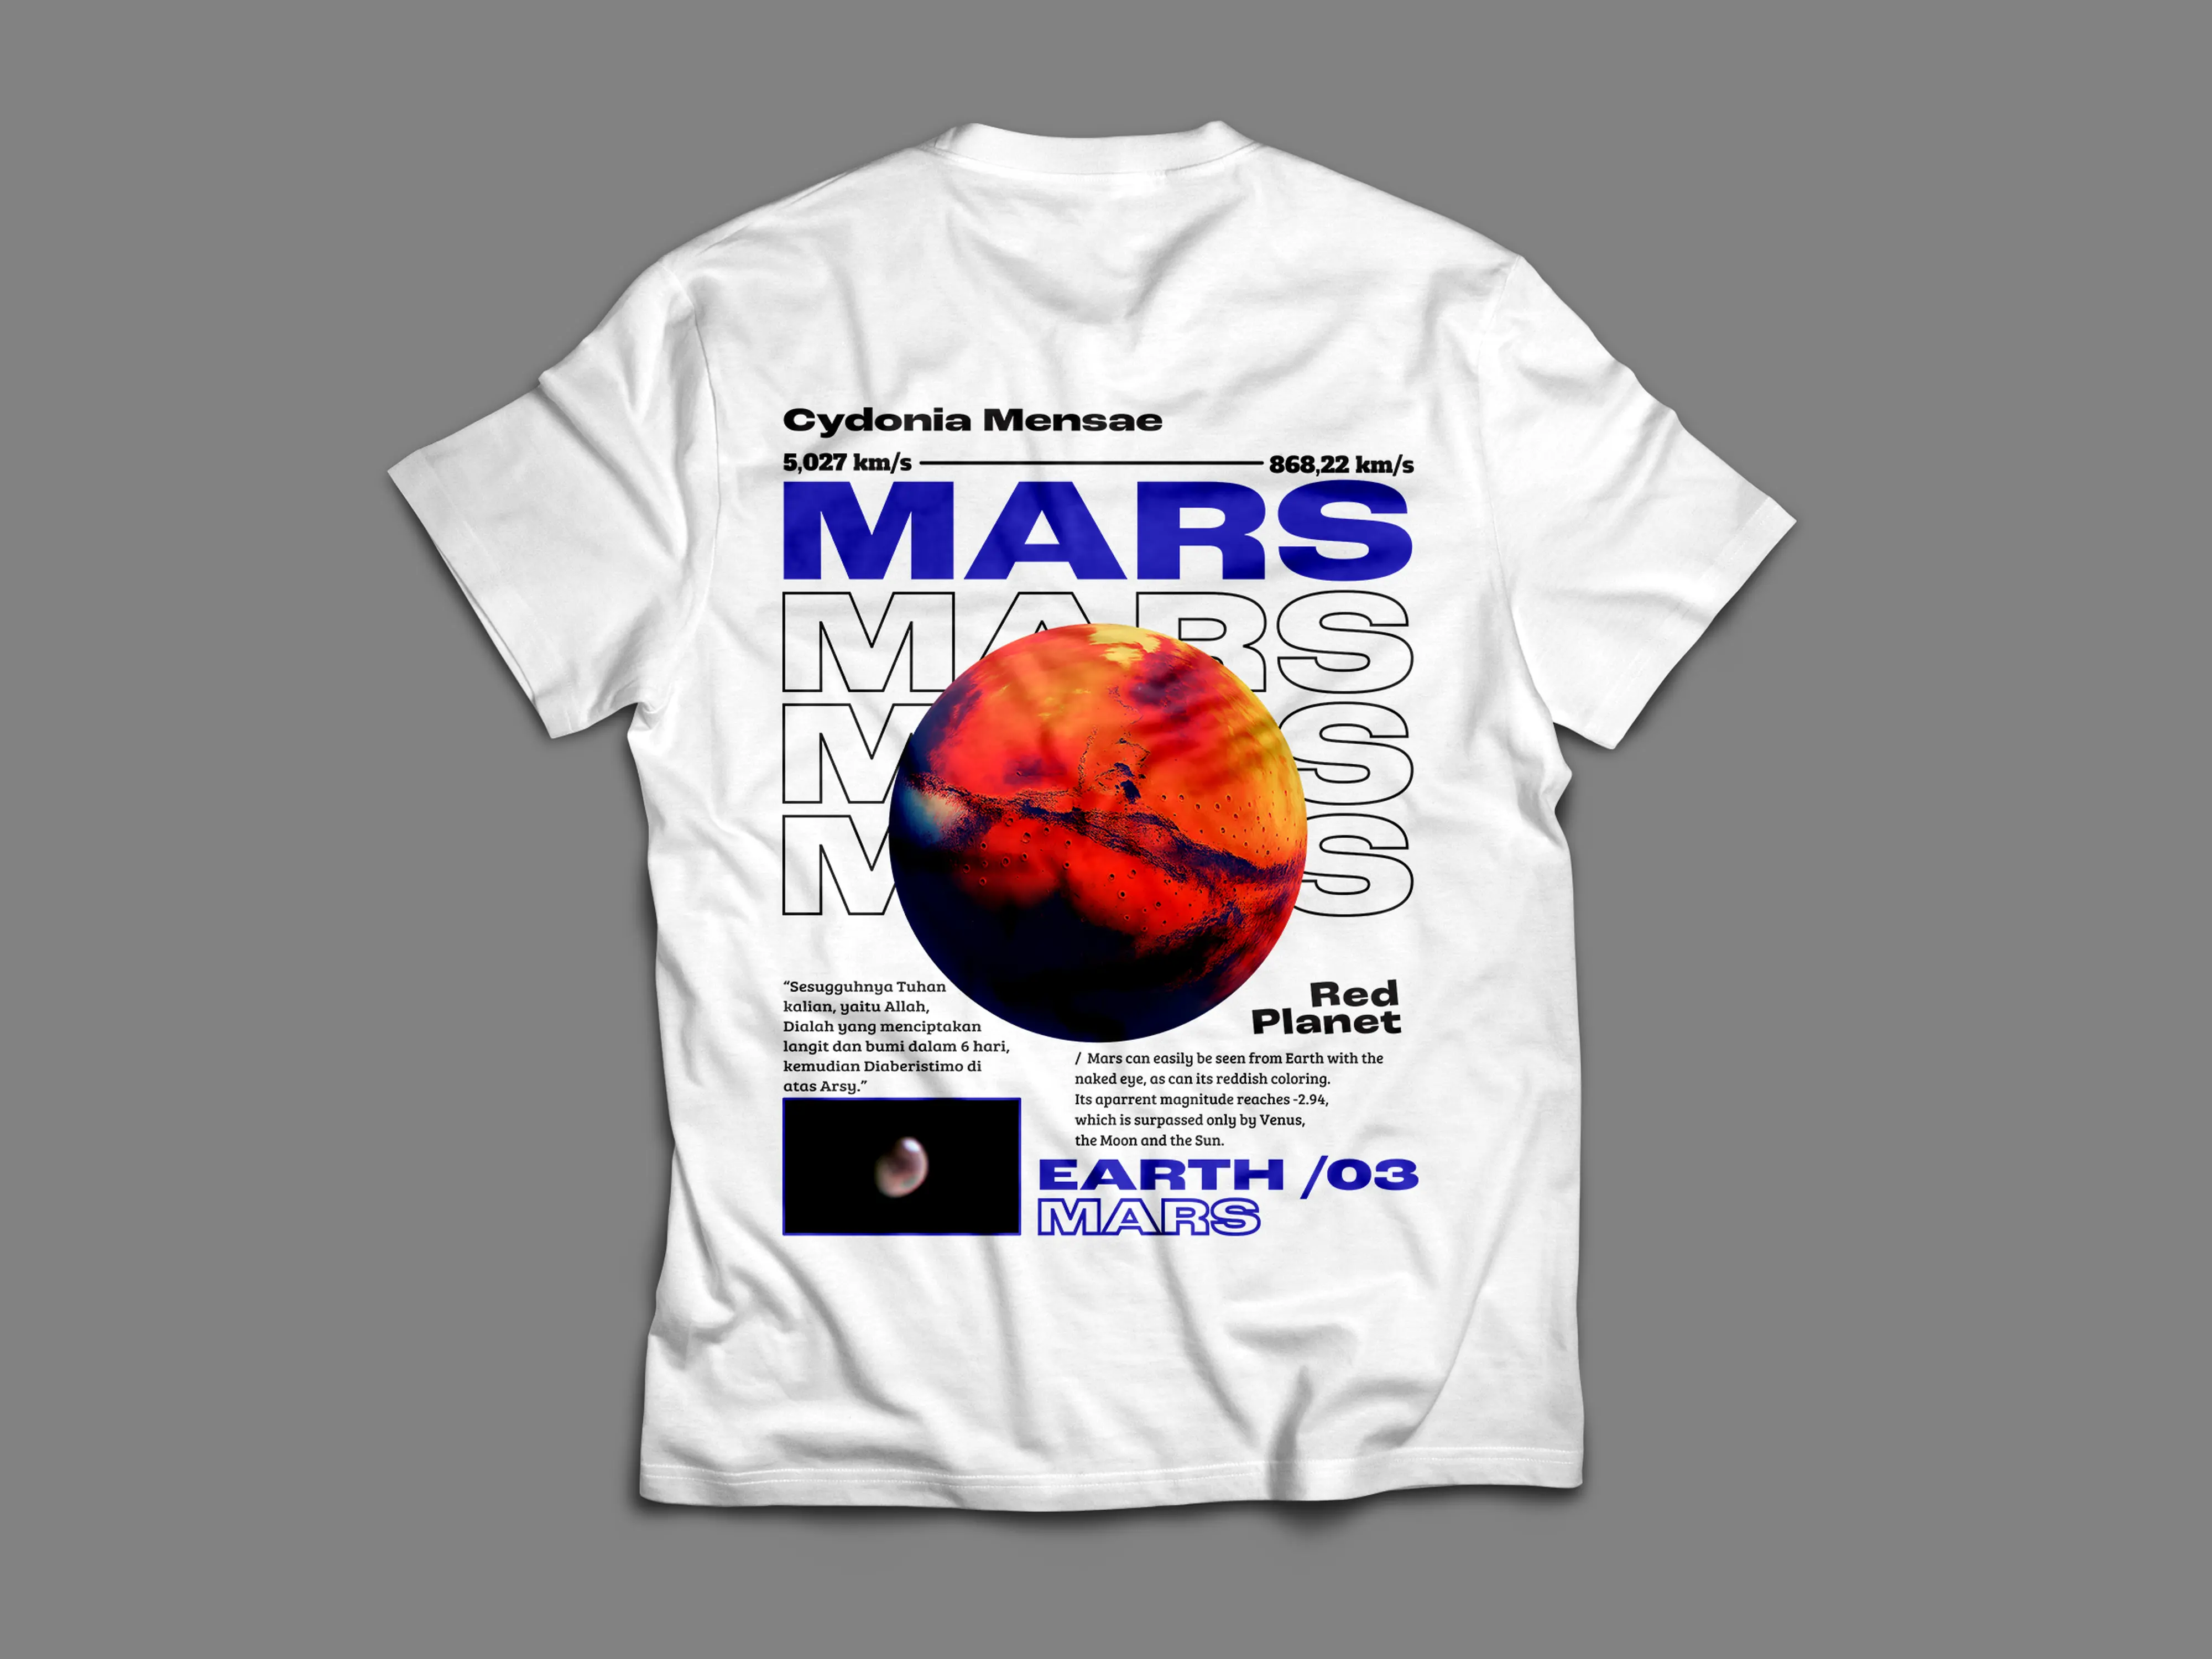 Cydonia Mensae
5,027 km/s 868,22 km/s
MARS
MARS
M S
M S
"Sesugguhnya Tuhan
kalian, yaitu Allah,
Dialah yang menciptakan
langit dan bumi dalam 6 hari,
kemudian Diaberistimo di
atas Arsy."
Red
Planet
/ Mars can easily be seen from Earth with the
naked eye, as can its reddish coloring.
Its aparrent magnitude reaches -2.94,
which is surpassed only by Venus,
the Moon and the Sun.
EARTH /03
MARS